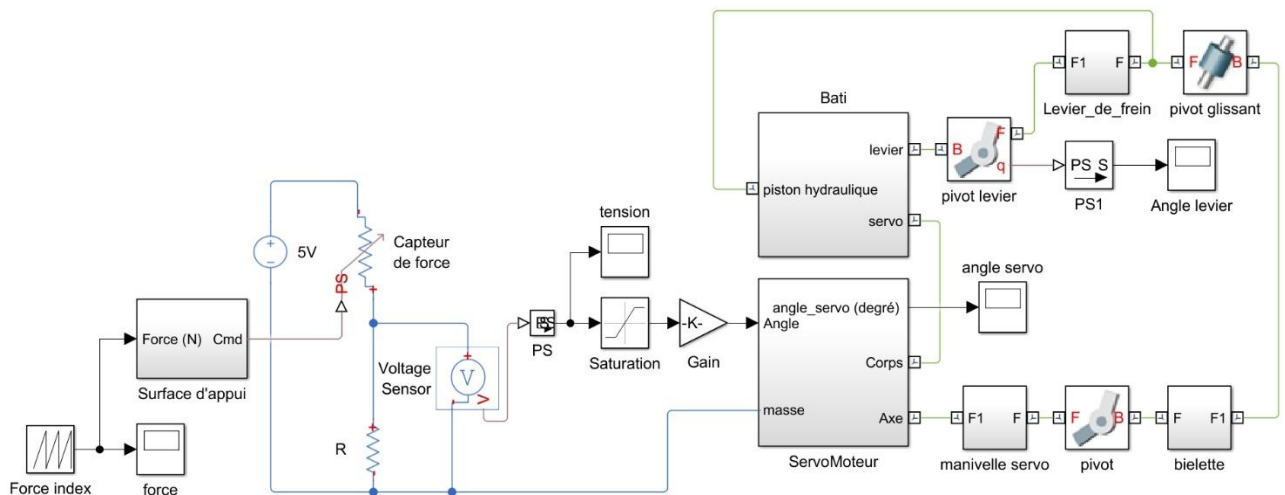 Bati
levier
piston hydraulique
servo
B
F
q
pivot levier
F1
F
Levier_de_frein
F
B
pivot glissant
PS S
PS1
Angle levier
5V
PS
Capteur
de force
tension
Force (N)
Cmd
Surface d'appui
Force index
force
R
Voltage
Sensor
V
V
PS
Saturation
-K-
Gain
angle_servo (degré)
Angle
Corps
masse
Axe
ServoMoteur
angle servo
F1
F
manivelle servo
F
B
pivot
F
F1
bielette